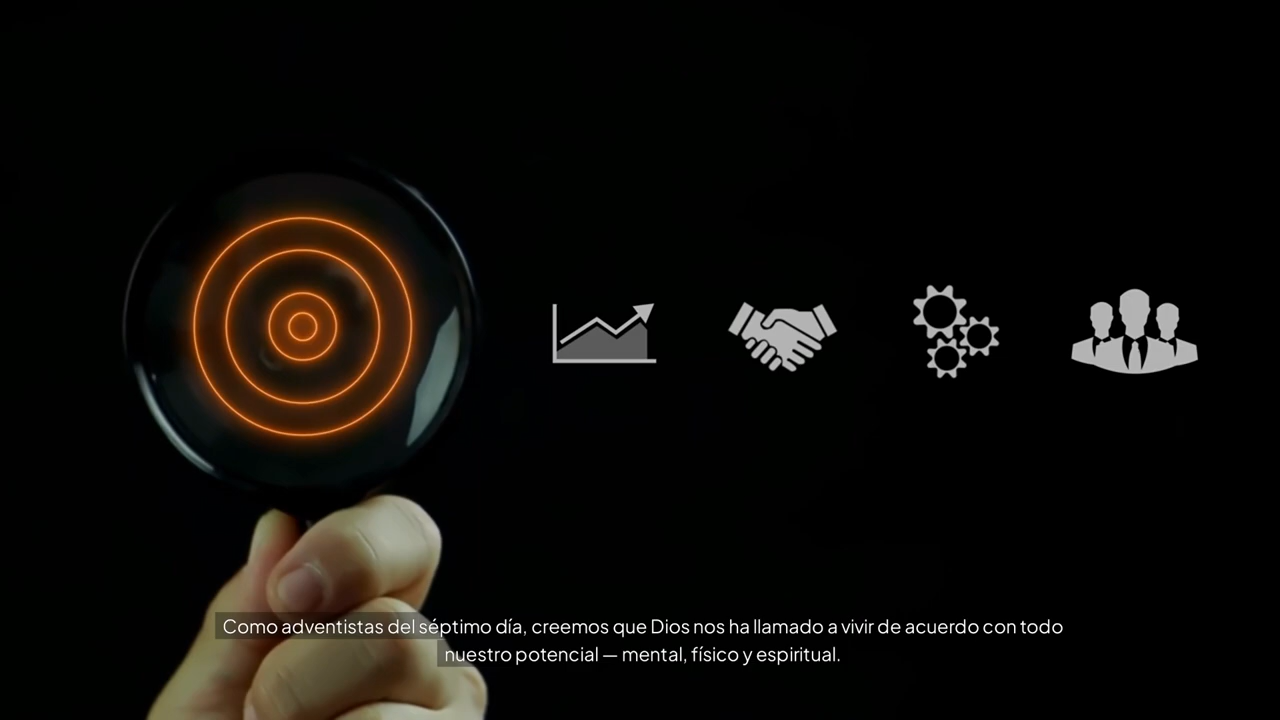 Como adventistas del séptimo día, creemos que Dios nos ha llamado a vivir de acuerdo con todo
nuestro potencial — mental, físico y espiritual.